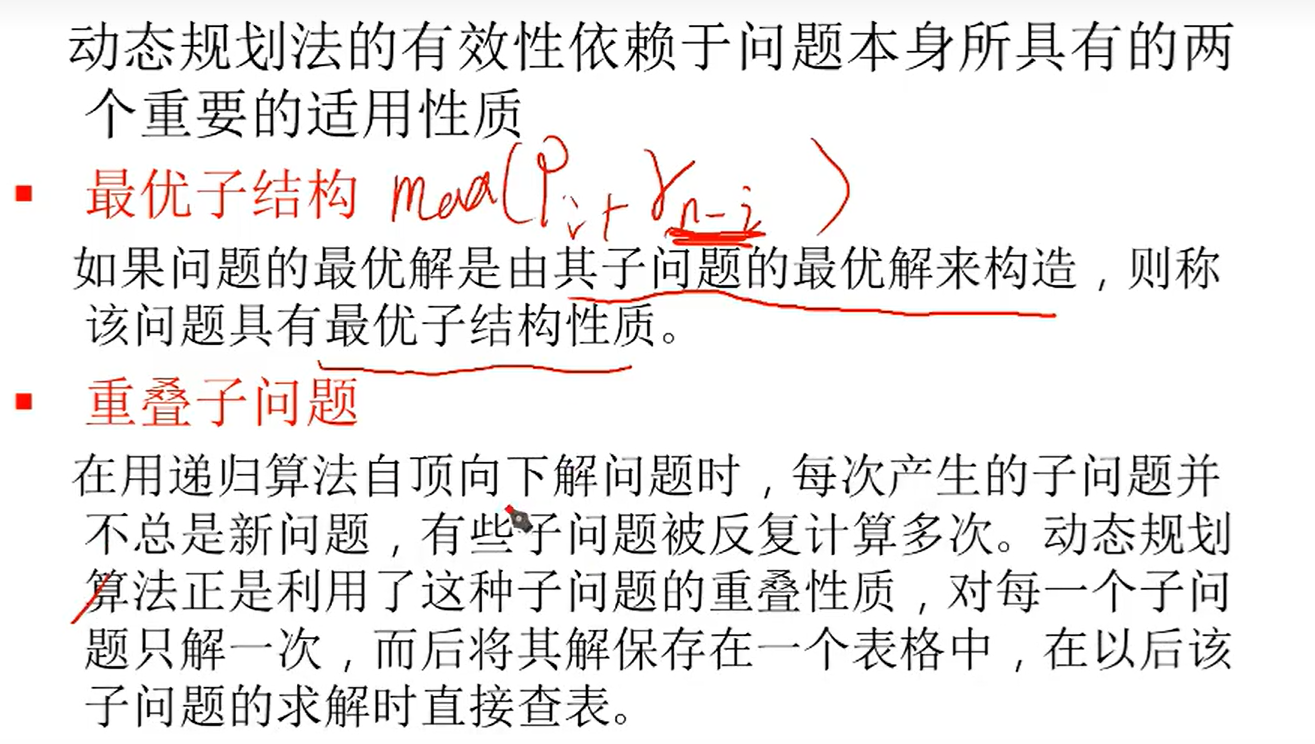 动态规划法的有效性依赖于问题本身所具有的两
个重要的适用性质
▪ 最优子结构 max(Pi+rn-i)
如果问题的最优解是由其子问题的最优解来构造，则称
该问题具有最优子结构性质。
▪ 重叠子问题
在用递归算法自顶向下解问题时，每次产生的子问题并
不总是新问题，有些子问题被反复计算多次。动态规划
算法正是利用了这种子问题的重叠性质，对每一个子问
题只解一次，而后将其解保存在一个表格中，在以后该
子问题的求解时直接查表。